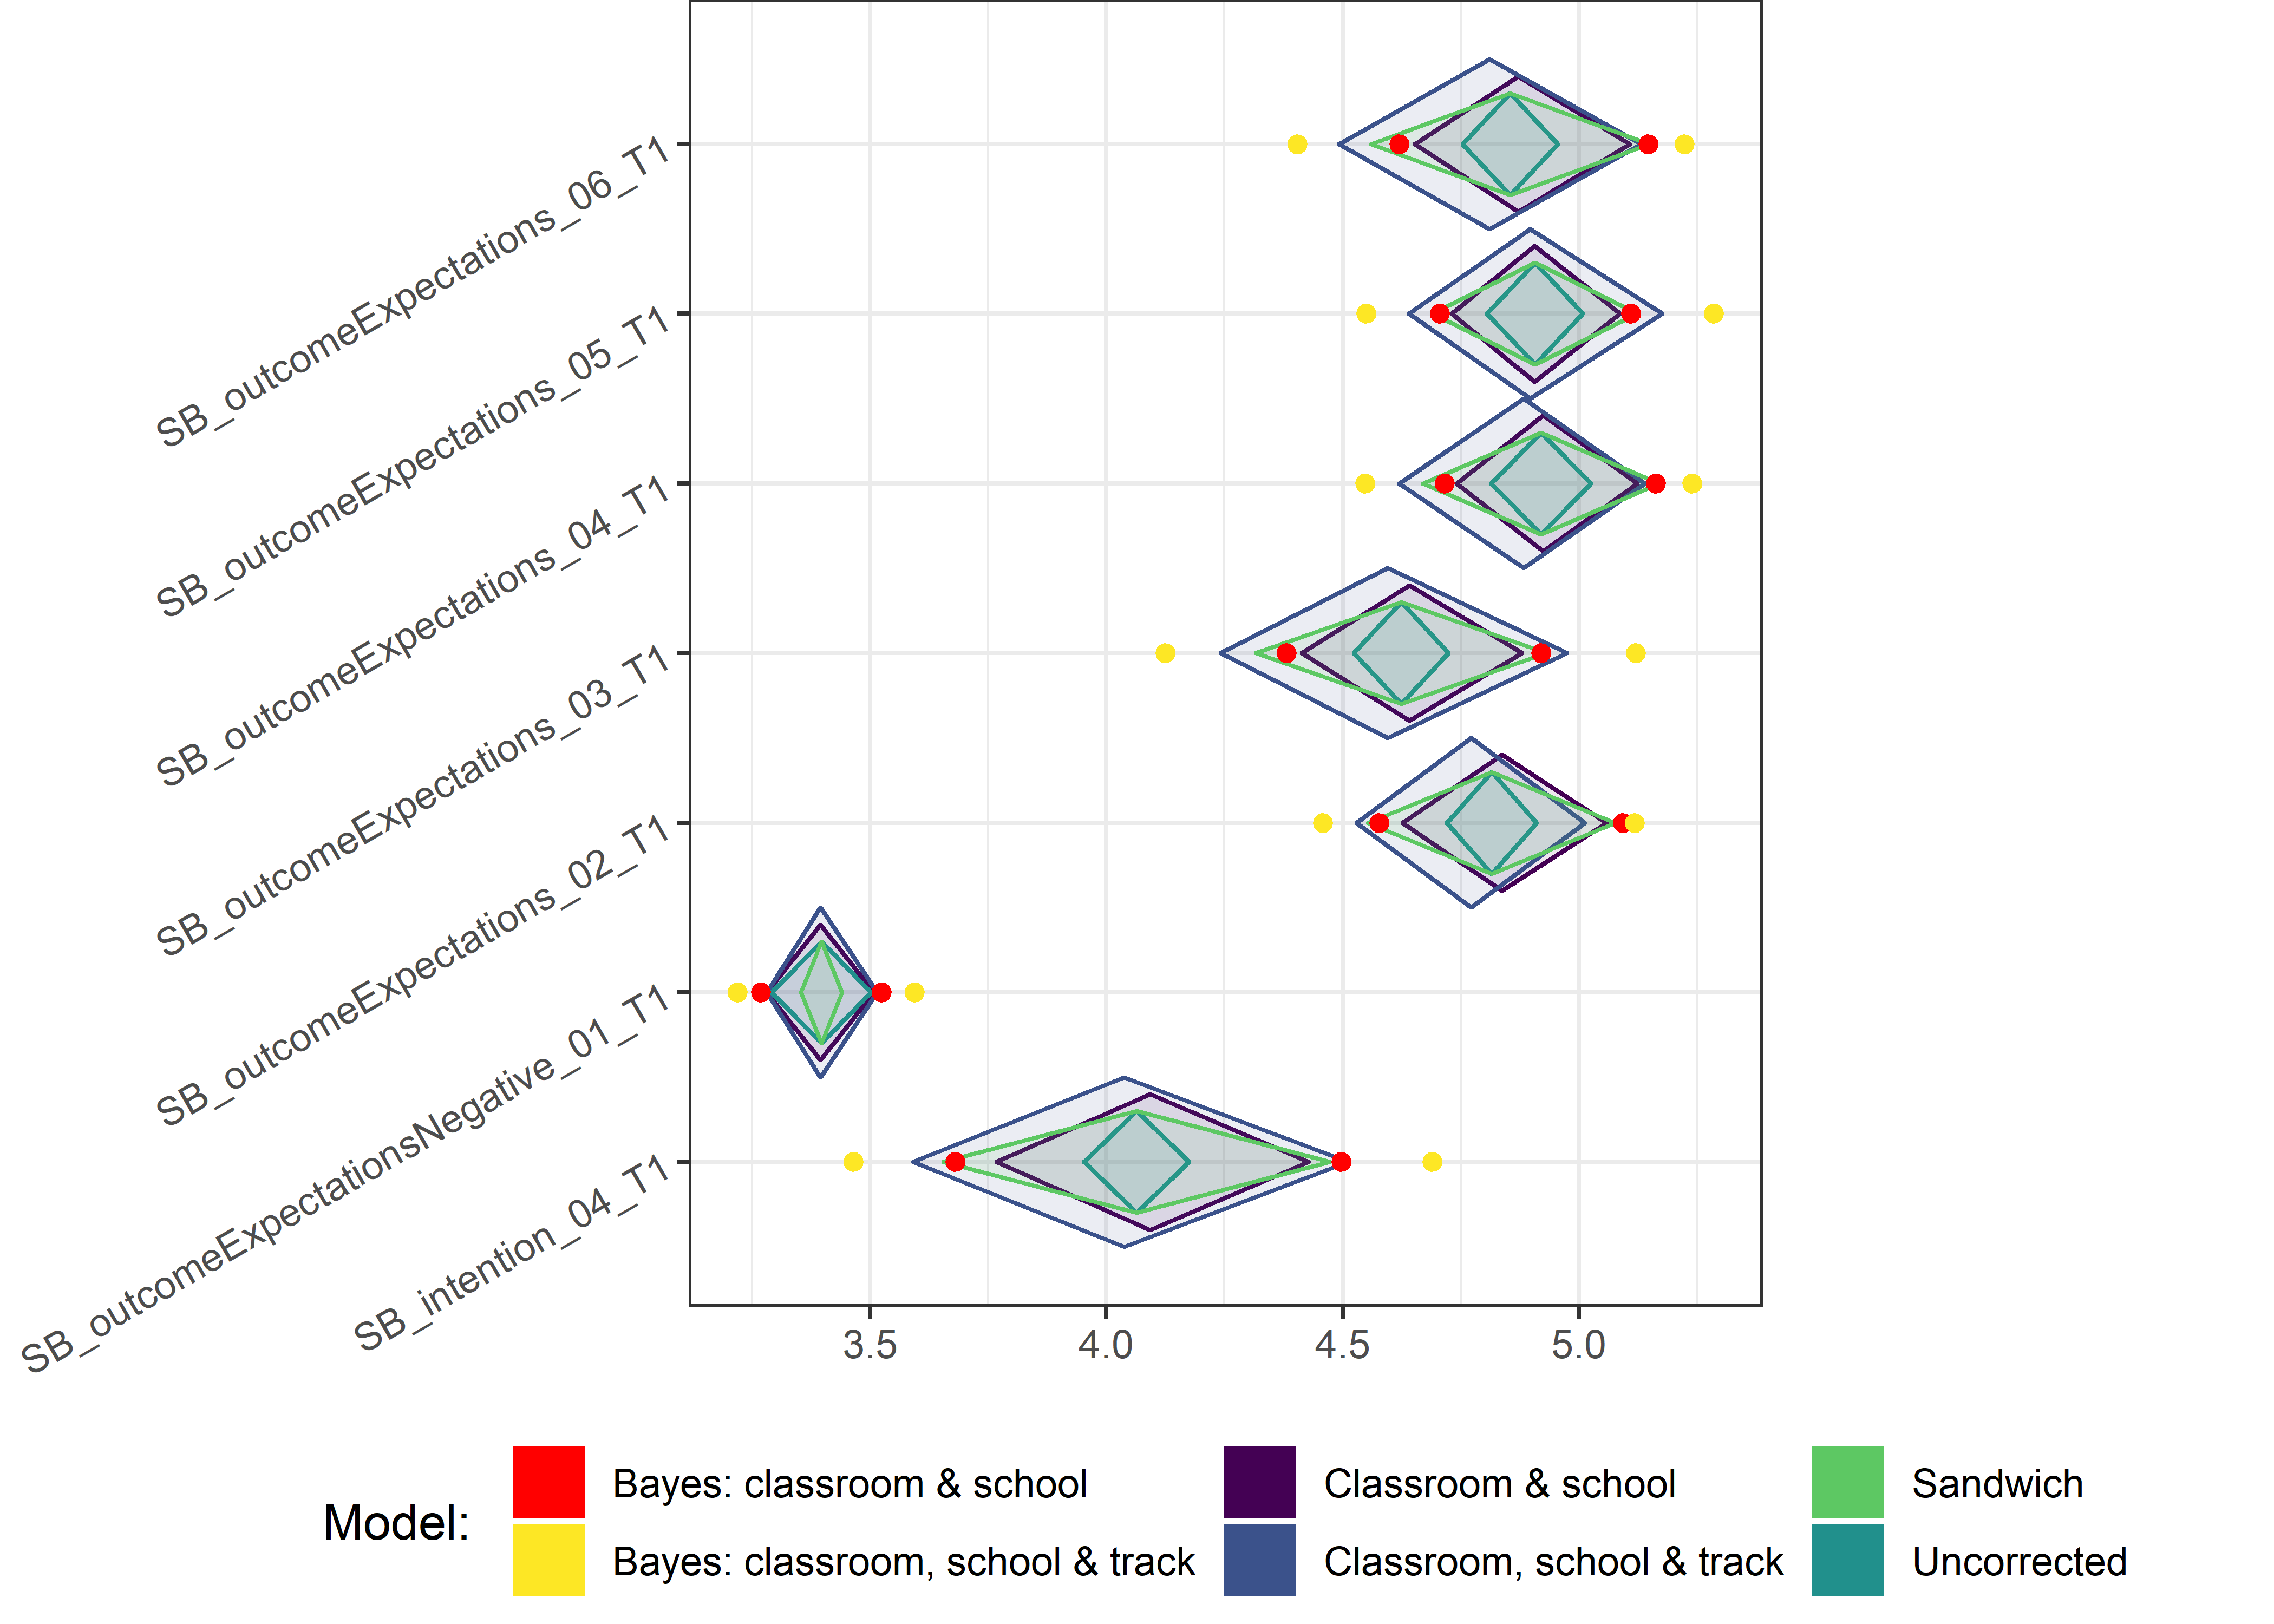 SB_outcomeExpectations_06_T1
SB_outcomeExpectations_05_T1
SB_outcomeExpectations_04_T1
SB_outcomeExpectations_03_T1
SB_outcomeExpectations_02_T1
SB_outcomeExpectationsNegative_01_T1
SB_intention_04_T1
3.5 4.0 4.5 5.0
Model:
Bayes: classroom & school
Classroom & school
Sandwich
Bayes: classroom, school & track
Classroom, school & track
Uncorrected